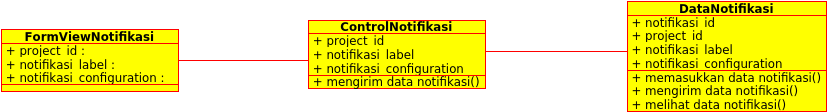 FormViewNotifikasi
+ project_id :
+ notifikasi_label :
+ notifikasi_configuration :
ControlNotifikasi
+ project_id
+ notifikasi_label
+ notifikasi_configuration
+ mengirim data notifikasi()
DataNotifikasi
+ notifikasi_id
+ project_id
+ notifikasi_label
+ notifikasi_configuration
+ memasukkan data notifikasi()
+ mengirim data notifikasi()
+ melihat data notifikasi()